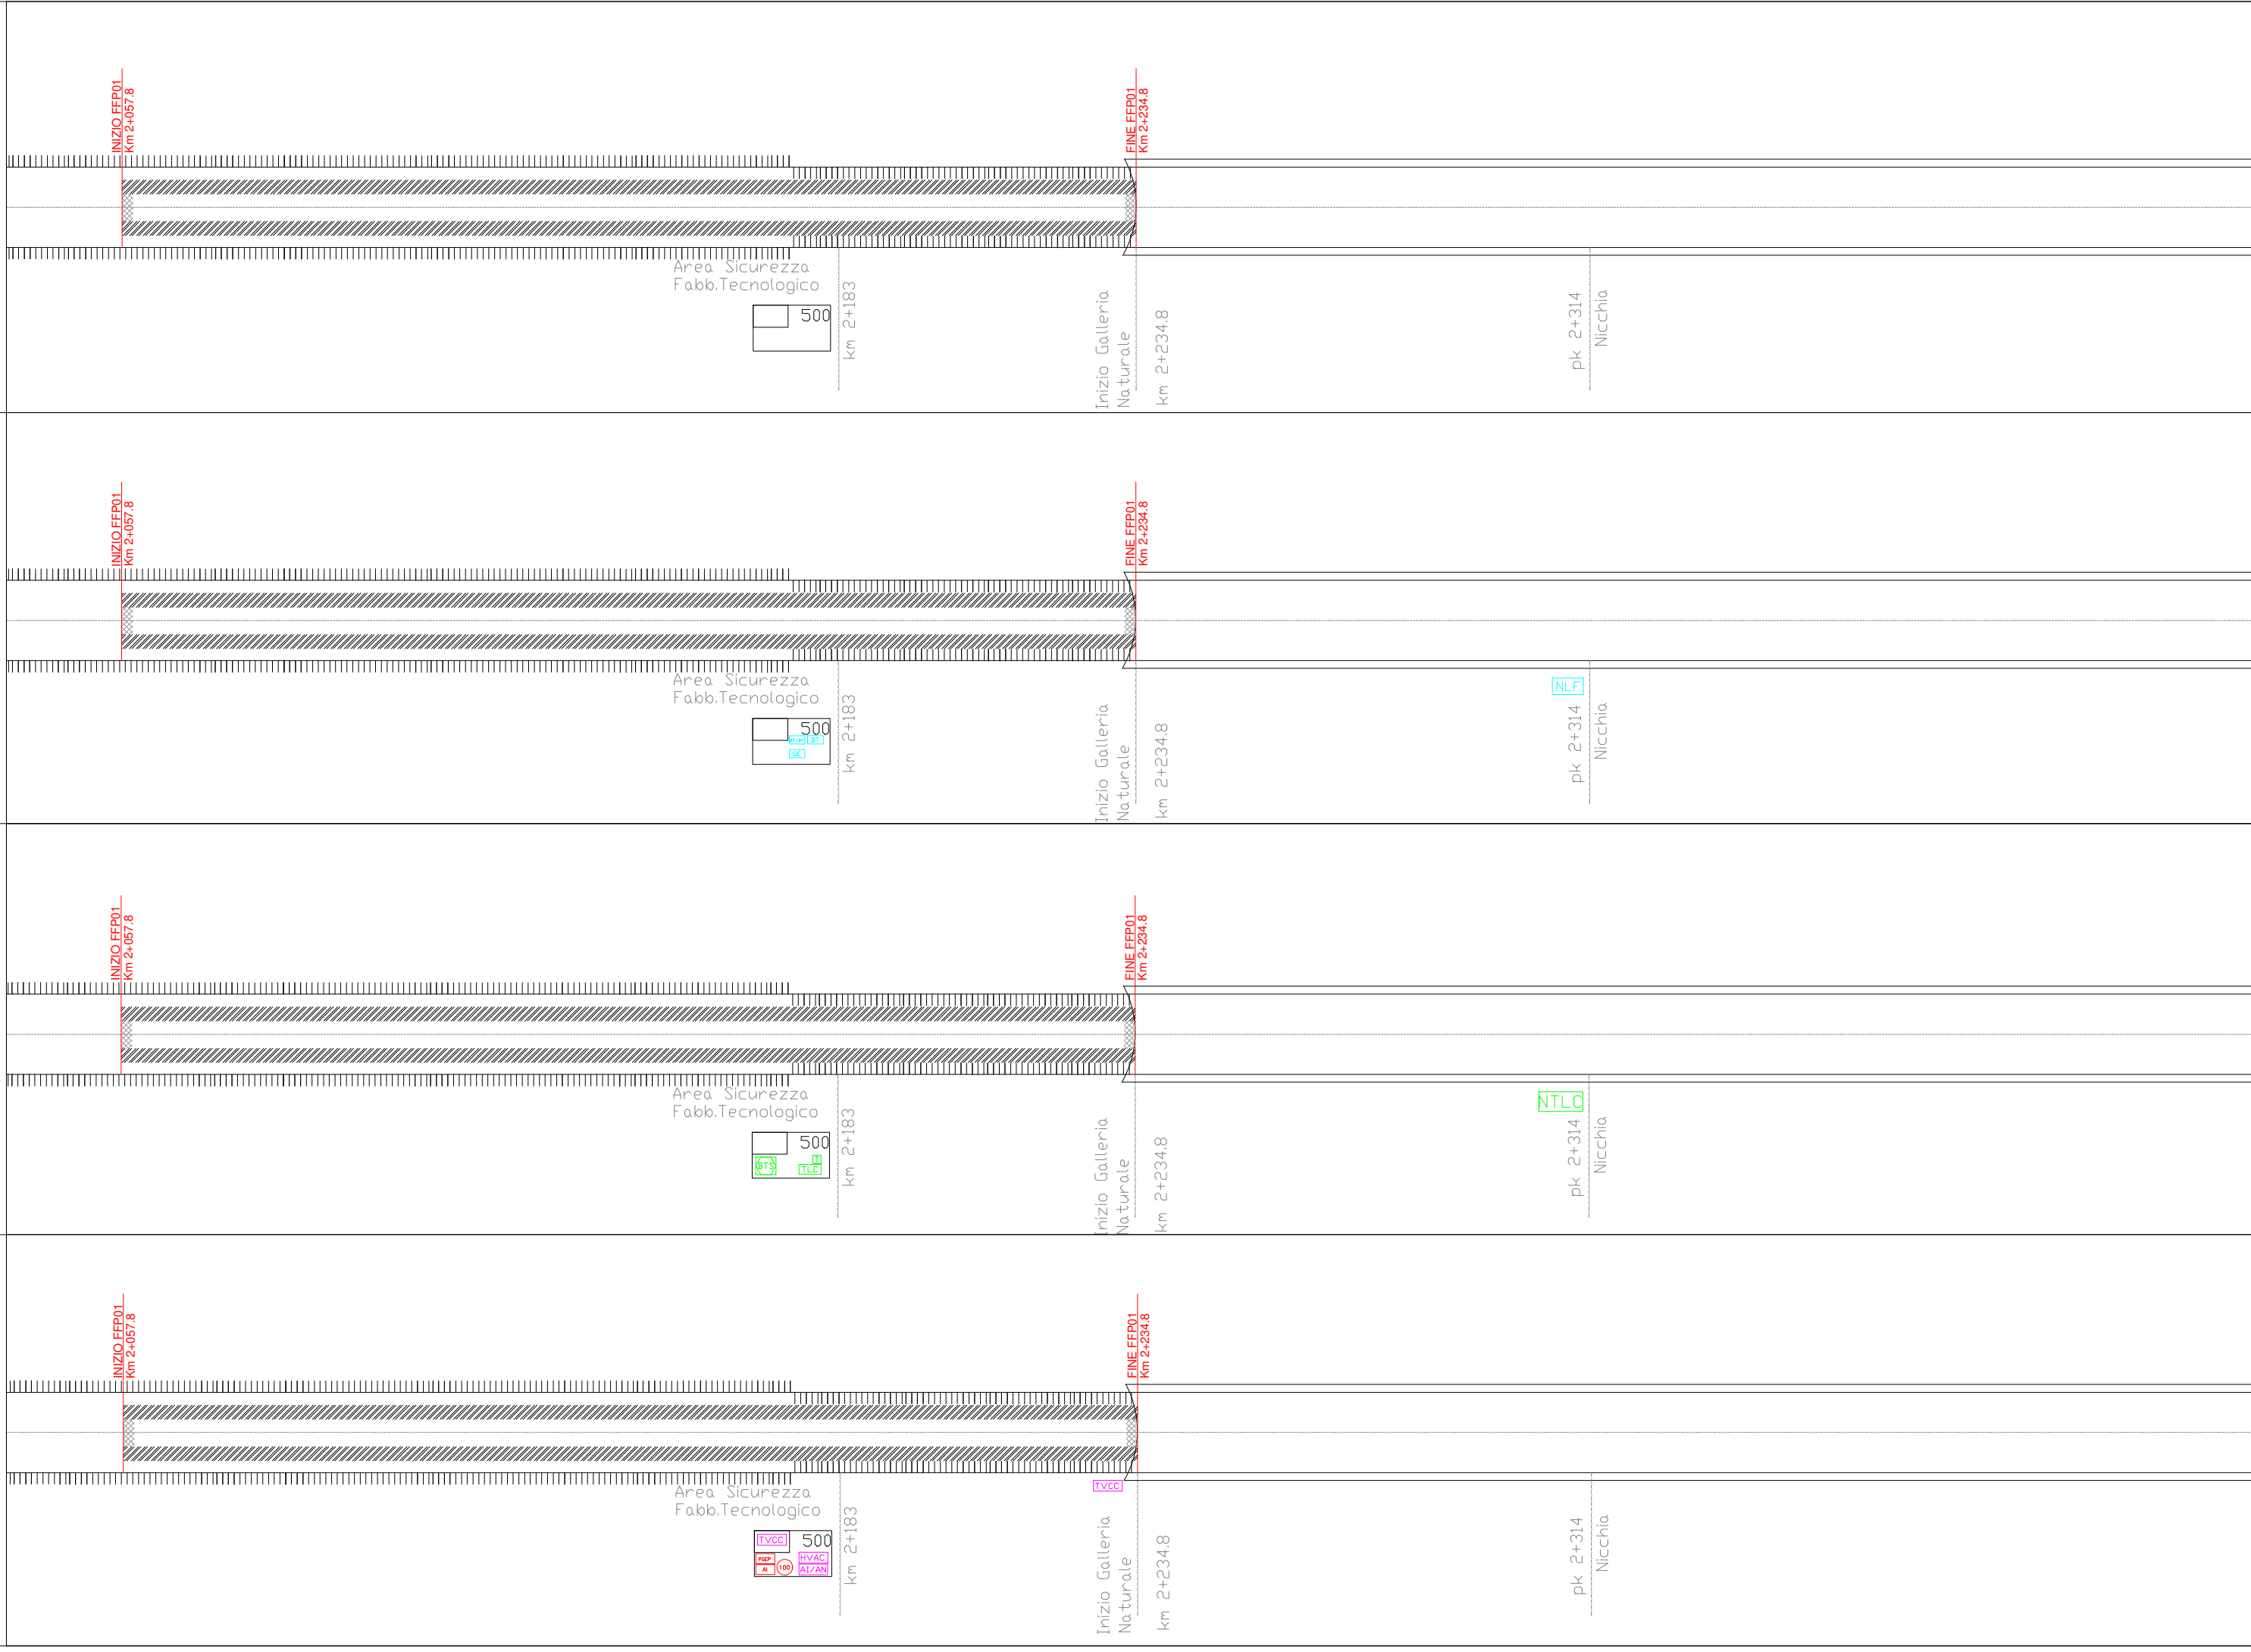 INIZIO FFP01
Km 2+057.8
FINE FFP01
Km 2+234.8
Area Sicurezza
Fabb.Tecnologico
500
km 2+183
Inizio Galleria
Naturale
km 2+234.8
pk 2+314
Nicchia
INIZIO FFP01
Km 2+057.8
FINE FFP01
Km 2+234.8
Area Sicurezza
Fabb.Tecnologico
500
BT
GE
km 2+183
Inizio Galleria
Naturale
km 2+234.8
NLF
pk 2+314
Nicchia
INIZIO FFP01
Km 2+057.8
FINE FFP01
Km 2+234.8
Area Sicurezza
Fabb.Tecnologico
500
BTS
T
TLC
km 2+183
Inizio Galleria
Naturale
km 2+234.8
NTLC
pk 2+314
Nicchia
INIZIO FFP01
Km 2+057.8
FINE FFP01
Km 2+234.8
Area Sicurezza
Fabb.Tecnologico
TVCC
500
PGEP
AI
100
HVAC
AI/AN
km 2+183
TVCC
Inizio Galleria
Naturale
km 2+234.8
pk 2+314
Nicchia